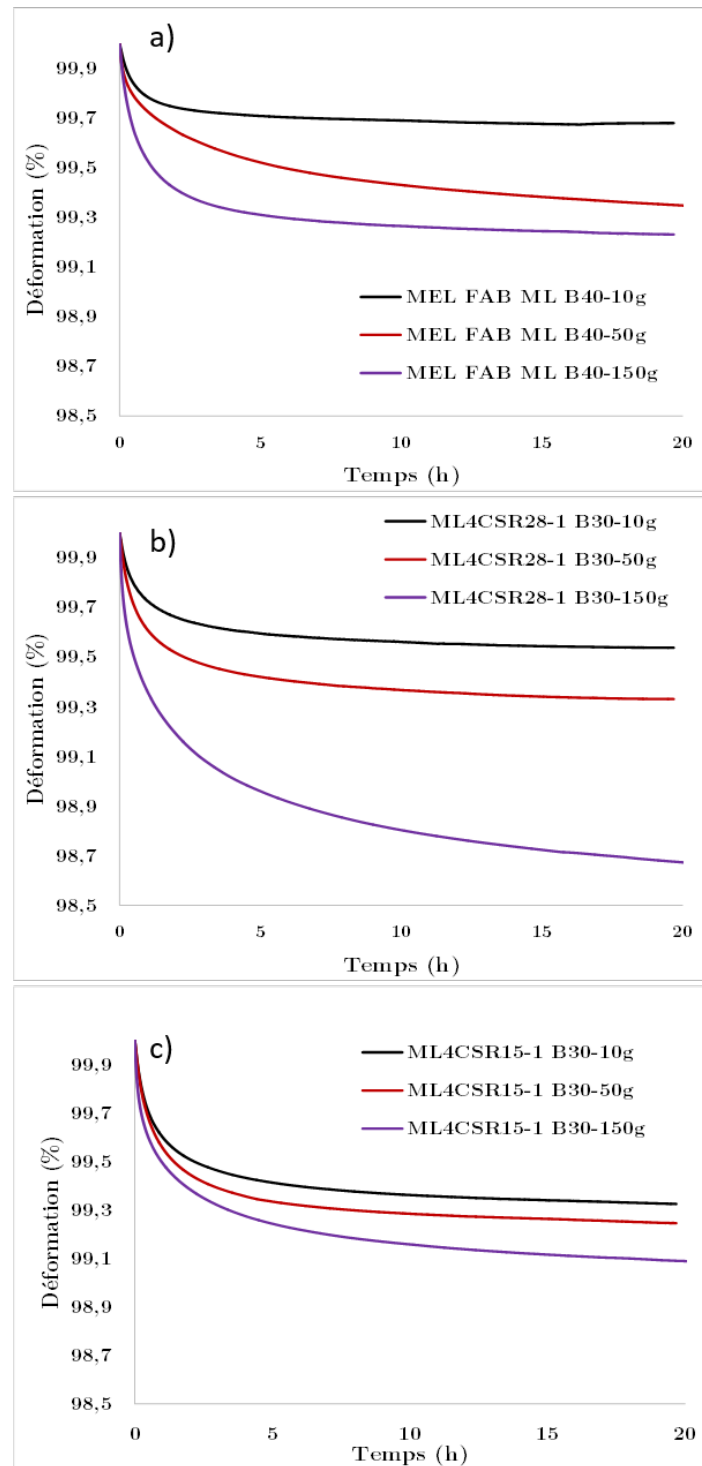 a)
99,9
99,7
99,5
99,3
99,1
98,9
98,7
98,5
Déformation (%)
MEL FAB ML B40-10g
MEL FAB ML B40-50g
MEL FAB ML B40-150g
0 5 10 15 20
Temps (h)
b)
ML4CSR28-1 B30-10g
ML4CSR28-1 B30-50g
ML4CSR28-1 B30-150g
99,9
99,7
99,5
99,3
99,1
98,9
98,7
98,5
Déformation (%)
0 5 10 15 20
Temps (h)
c)
ML4CSR15-1 B30-10g
ML4CSR15-1 B30-50g
ML4CSR15-1 B30-150g
99,9
99,7
99,5
99,3
99,1
98,9
98,7
98,5
Déformation (%)
0 5 10 15 20
Temps (h)